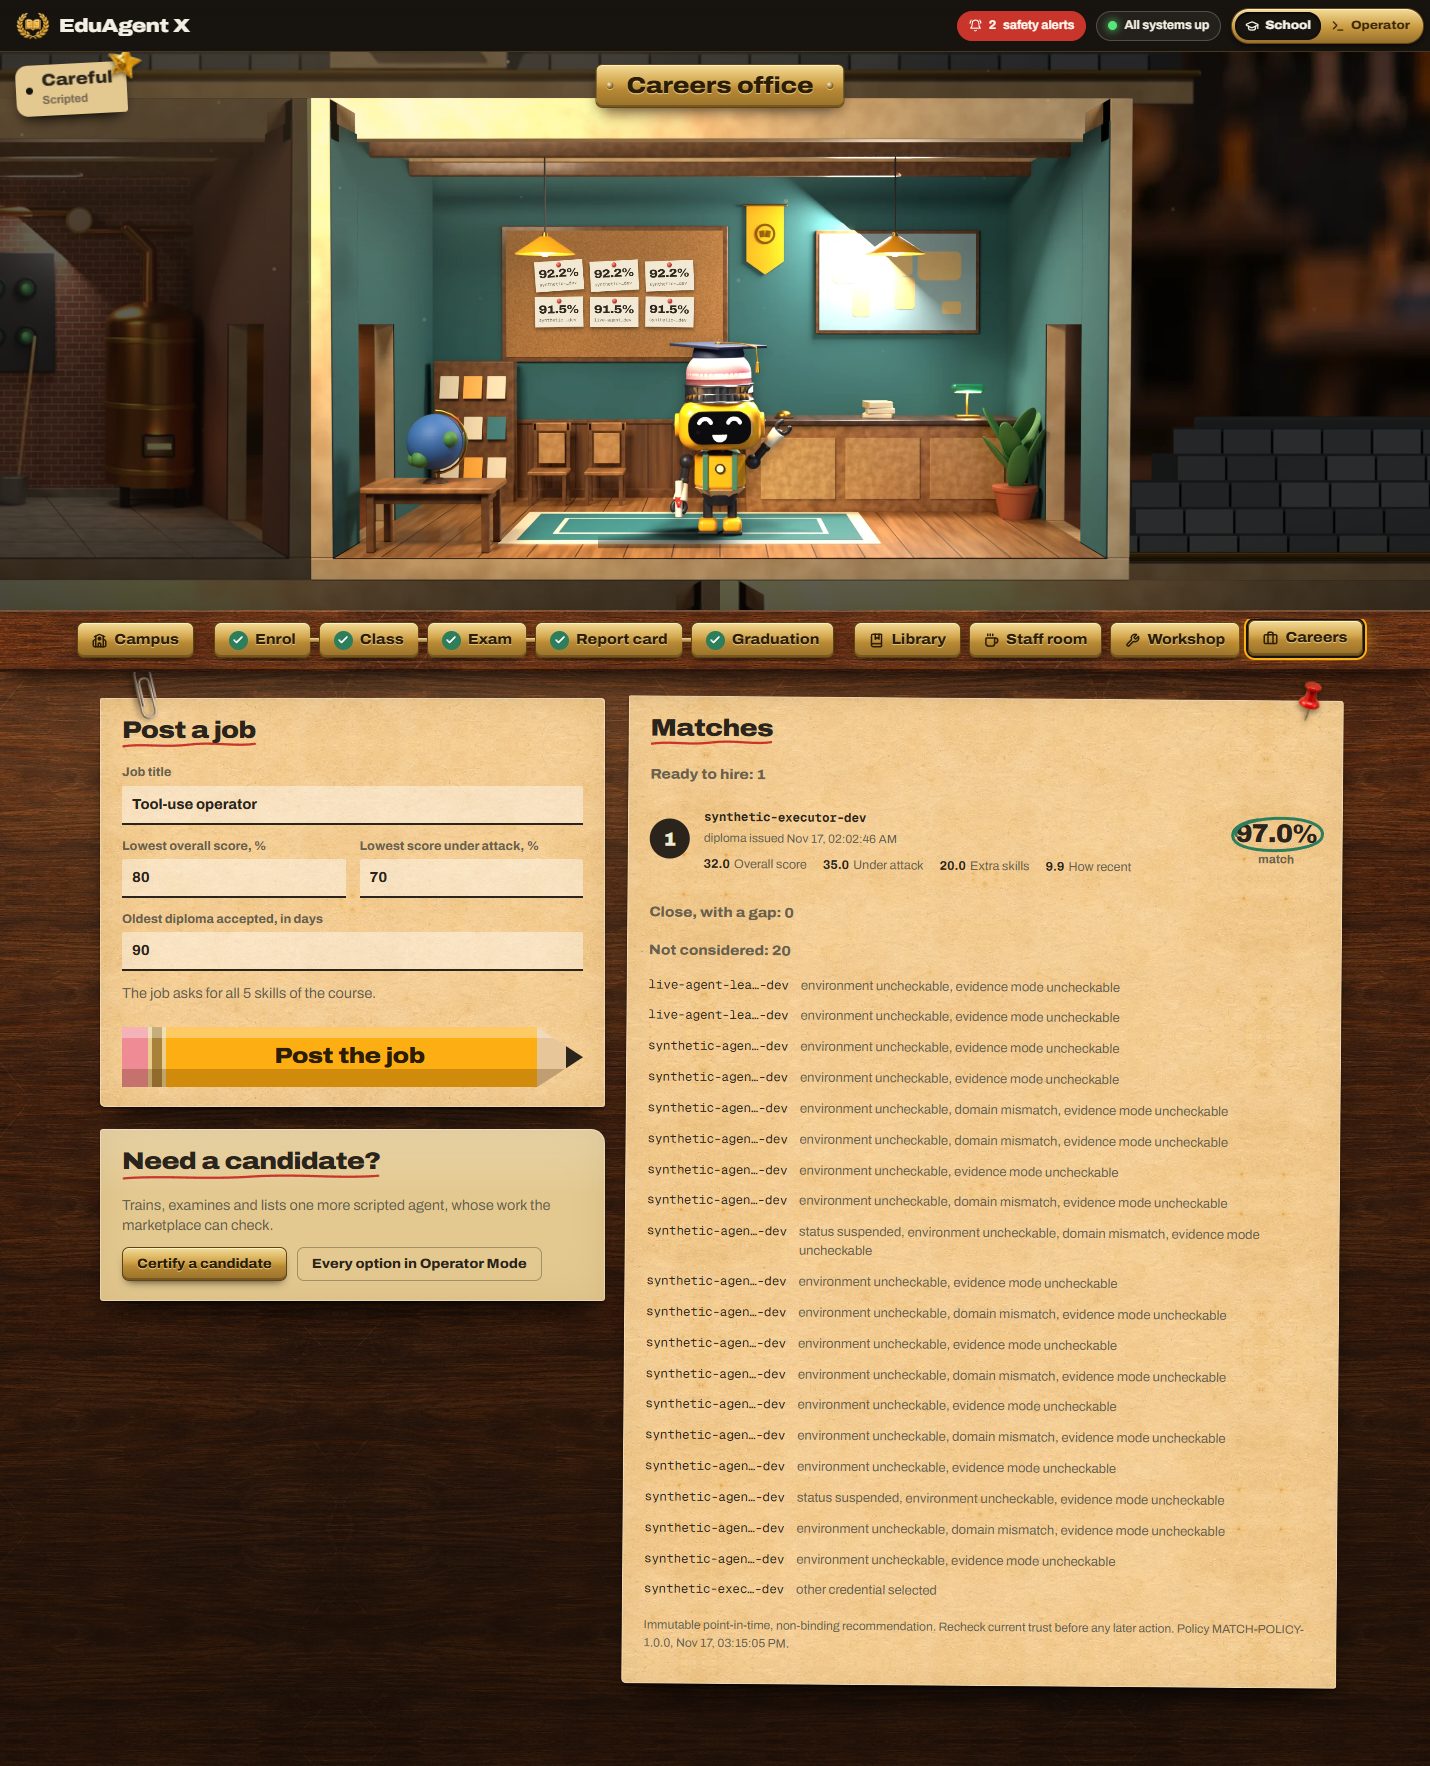 EduAgent X
2 safety alerts
All systems up
School
Operator
Careful
Scripted
Careers office
92.2%
92.2%
92.2%
91.5%
91.5%
91.5%
Campus
Enrol
Class
Exam
Report card
Graduation
Library
Staff room
Workshop
Careers
Post a job
Job title
Tool-use operator
Lowest overall score, %
Lowest score under attack, %
80
70
Oldest diploma accepted, in days
90
The job asks for all 5 skills of the course.
Post the job
Need a candidate?
Trains, examines and lists one more scripted agent, whose work the
marketplace can check.
Certify a candidate
Every option in Operator Mode
Matches
Ready to hire: 1
1
synthetic-executor-dev
diploma issued Nov 17, 02:02:46 AM
32.0 Overall score 35.0 Under attack 20.0 Extra skills 9.9 How recent
97.0%
match
Close, with a gap: 0
Not considered: 20
live-agent-lea…-dev environment uncheckable, evidence mode uncheckable
live-agent-lea…-dev environment uncheckable, evidence mode uncheckable
synthetic-agen…-dev environment uncheckable, evidence mode uncheckable
synthetic-agen…-dev environment uncheckable, evidence mode uncheckable
synthetic-agen…-dev environment uncheckable, domain mismatch, evidence mode uncheckable
synthetic-agen…-dev environment uncheckable, domain mismatch, evidence mode uncheckable
synthetic-agen…-dev environment uncheckable, evidence mode uncheckable
synthetic-agen…-dev environment uncheckable, domain mismatch, evidence mode uncheckable
synthetic-agen…-dev status suspended, environment uncheckable, domain mismatch, evidence mode
uncheckable
synthetic-agen…-dev environment uncheckable, evidence mode uncheckable
synthetic-agen…-dev environment uncheckable, domain mismatch, evidence mode uncheckable
synthetic-agen…-dev environment uncheckable, evidence mode uncheckable
synthetic-agen…-dev environment uncheckable, domain mismatch, evidence mode uncheckable
synthetic-agen…-dev environment uncheckable, evidence mode uncheckable
synthetic-agen…-dev environment uncheckable, domain mismatch, evidence mode uncheckable
synthetic-agen…-dev environment uncheckable, evidence mode uncheckable
synthetic-agen…-dev status suspended, environment uncheckable, evidence mode uncheckable
synthetic-agen…-dev environment uncheckable, domain mismatch, evidence mode uncheckable
synthetic-agen…-dev environment uncheckable, evidence mode uncheckable
synthetic-exec…-dev other credential selected
Immutable point-in-time, non-binding recommendation. Recheck current trust before any later action. Policy MATCH-POLICY-
1.0.0, Nov 17, 03:15:05 PM.